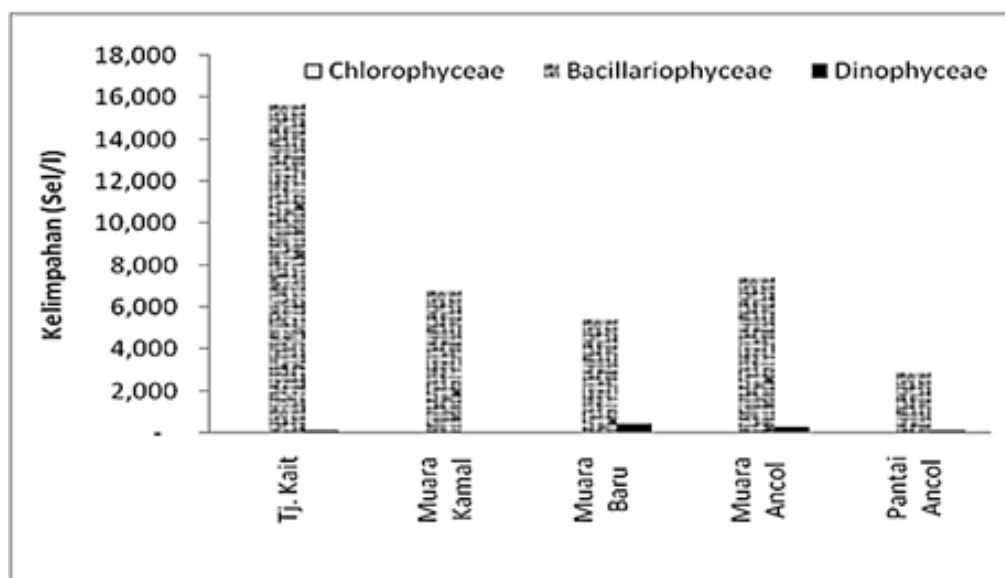 18,000
16,000
14,000
12,000
10,000
8,000
6,000
4,000
2,000
-
Kelimpahan (Sel/l)
Chlorophyceae Bacillariophyceae Dinophyceae
Tj. Kait
Muara
Kamal
Muara
Baru
Muara
Ancol
Pantai
Ancol